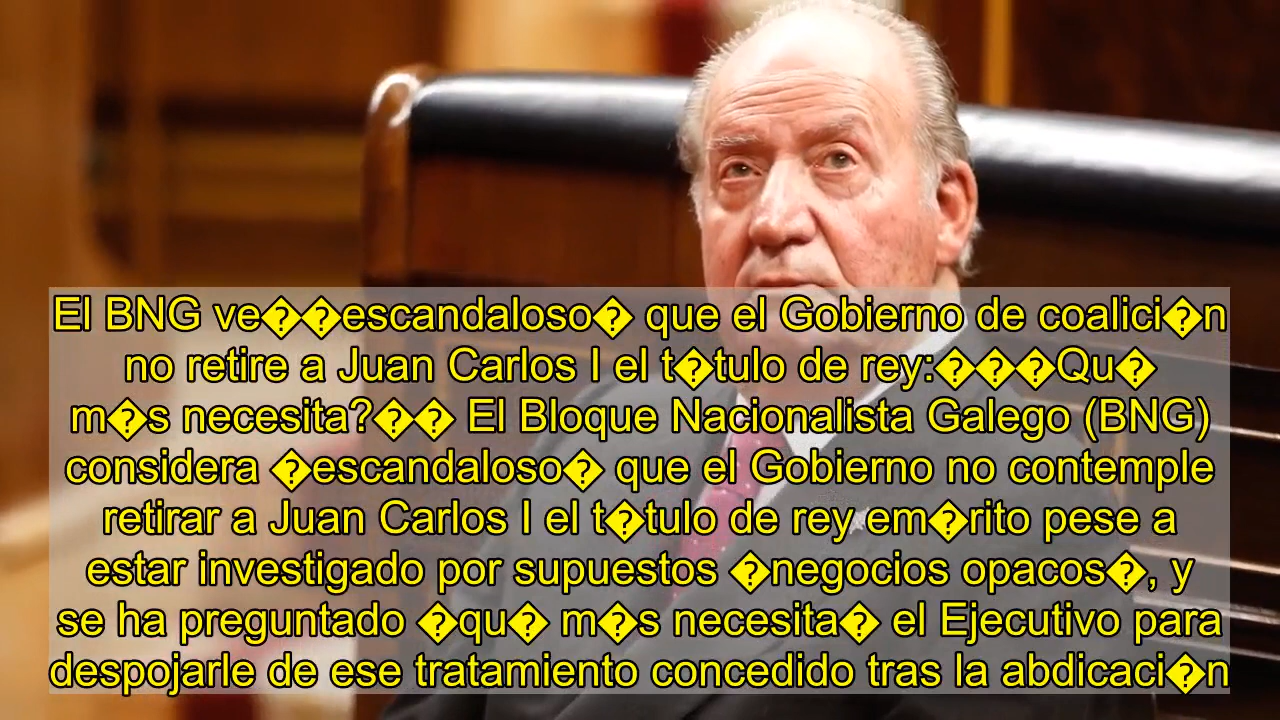 El BNG ve��escandaloso� que el Gobierno de coalici�n
no retire a Juan Carlos I el t�tulo de rey:���Qu�
m�s necesita?�� El Bloque Nacionalista Galego (BNG)
considera �escandaloso� que el Gobierno no contemple
retirar a Juan Carlos I el t�tulo de rey em�rito pese a
estar investigado por supuestos �negocios opacos�, y
se ha preguntado �qu� m�s necesita� el Ejecutivo para
despojarle de ese tratamiento concedido tras la abdicaci�n